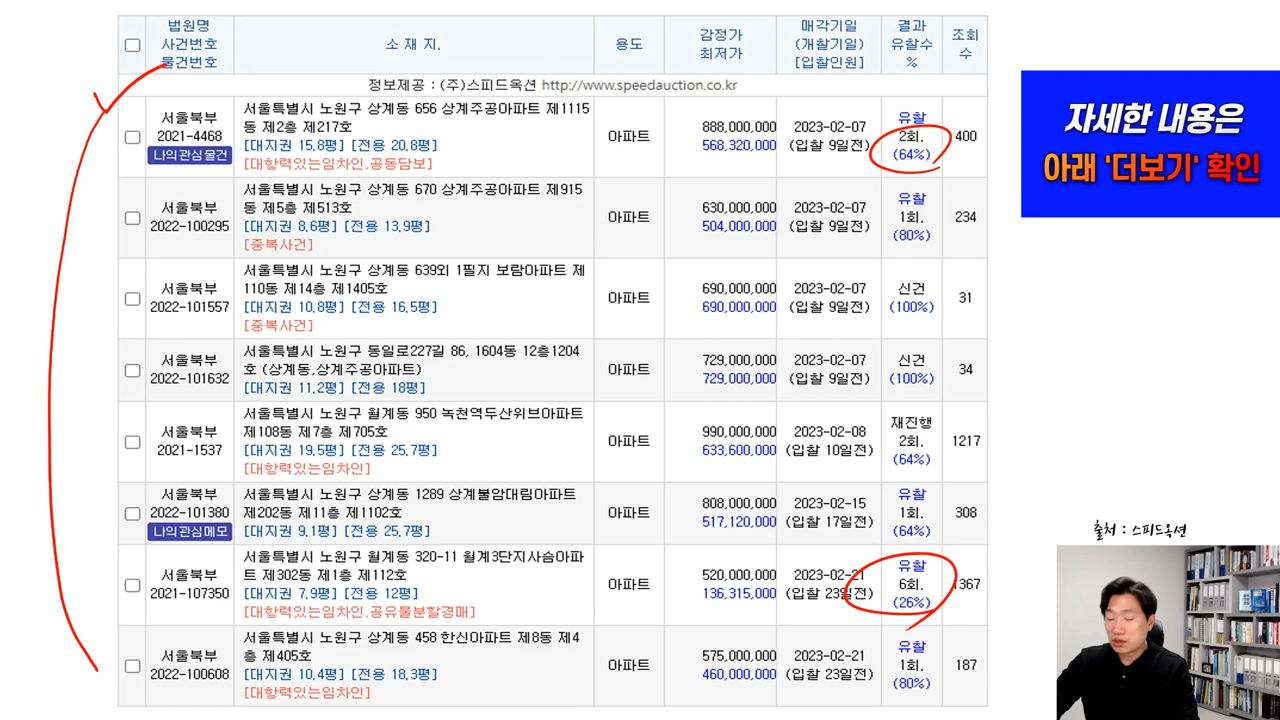 법원명
사건번호
물건번호
소 재 지.
용도
감정가
최저가
매각기일
(개찰기일)
[입찰인원]
결과
유찰수
%
조회
수
정보제공 : (주)스피드옥션 http://www.speedauction.co.kr
서울북부
2021-4468
나의관심물건
서울특별시 노원구 상계동 656 상계주공아파트 제1115
동 제2층 제217호
[대지권 15.8평] [전용 20.8평]
[대항력있는임차인,공동담보]
아파트
888,000,000
568,320,000
2023-02-07
(입찰 9일전)
유찰
2회.
(64%)
400
서울북부
2022-100295
서울특별시 노원구 상계동 670 상계주공아파트 제915
동 제5층 제513호
[대지권 8.6평] [전용 13.9평]
[중복사건]
아파트
630,000,000
504,000,000
2023-02-07
(입찰 9일전)
유찰
1회.
(80%)
234
서울북부
2022-101557
서울특별시 노원구 상계동 639외 1필지 보람아파트 제
110동 제14층 제1405호
[대지권 10.8평] [전용 16.5평]
[중복사건]
아파트
690,000,000
690,000,000
2023-02-07
(입찰 9일전)
신건
(100%)
31
서울북부
2022-101632
서울특별시 노원구 동일로227길 86, 1604동 12층1204
호 (상계동,상계주공아파트)
[대지권 11.2평] [전용 18평]
아파트
729,000,000
729,000,000
2023-02-07
(입찰 9일전)
신건
(100%)
34
서울북부
2021-1537
서울특별시 노원구 월계동 950 녹천역두산위브아파트
제108동 제7층 제705호
[대지권 19.5평] [전용 25.7평]
[대항력있는임차인]
아파트
990,000,000
633,600,000
2023-02-08
(입찰 10일전)
재진행
2회.
(64%)
1217
서울북부
2022-101380
나의관심메모
서울특별시 노원구 상계동 1289 상계불암대림아파트
제202동 제11층 제1102호
[대지권 9.1평] [전용 25.7평]
아파트
808,000,000
517,120,000
2023-02-15
(입찰 17일전)
유찰
1회.
(64%)
308
서울북부
2021-107350
서울특별시 노원구 월계동 320-11 월계3단지사슴아파
트 제302동 제1층 제112호
[대지권 7.9평] [전용 12평]
[대항력있는임차인,공유물분할경매]
아파트
520,000,000
136,315,000
2023-02-21
(입찰 23일전)
유찰
6회.
(26%)
1367
서울북부
2022-100608
서울특별시 노원구 상계동 458 한신아파트 제8동 제4
층 제405호
[대지권 10.4평] [전용 18.3평]
[대항력있는임차인]
아파트
575,000,000
460,000,000
2023-02-21
(입찰 23일전)
유찰
1회.
(80%)
187
자세한 내용은
아래 '더보기' 확인
출처 : 스피드옥션